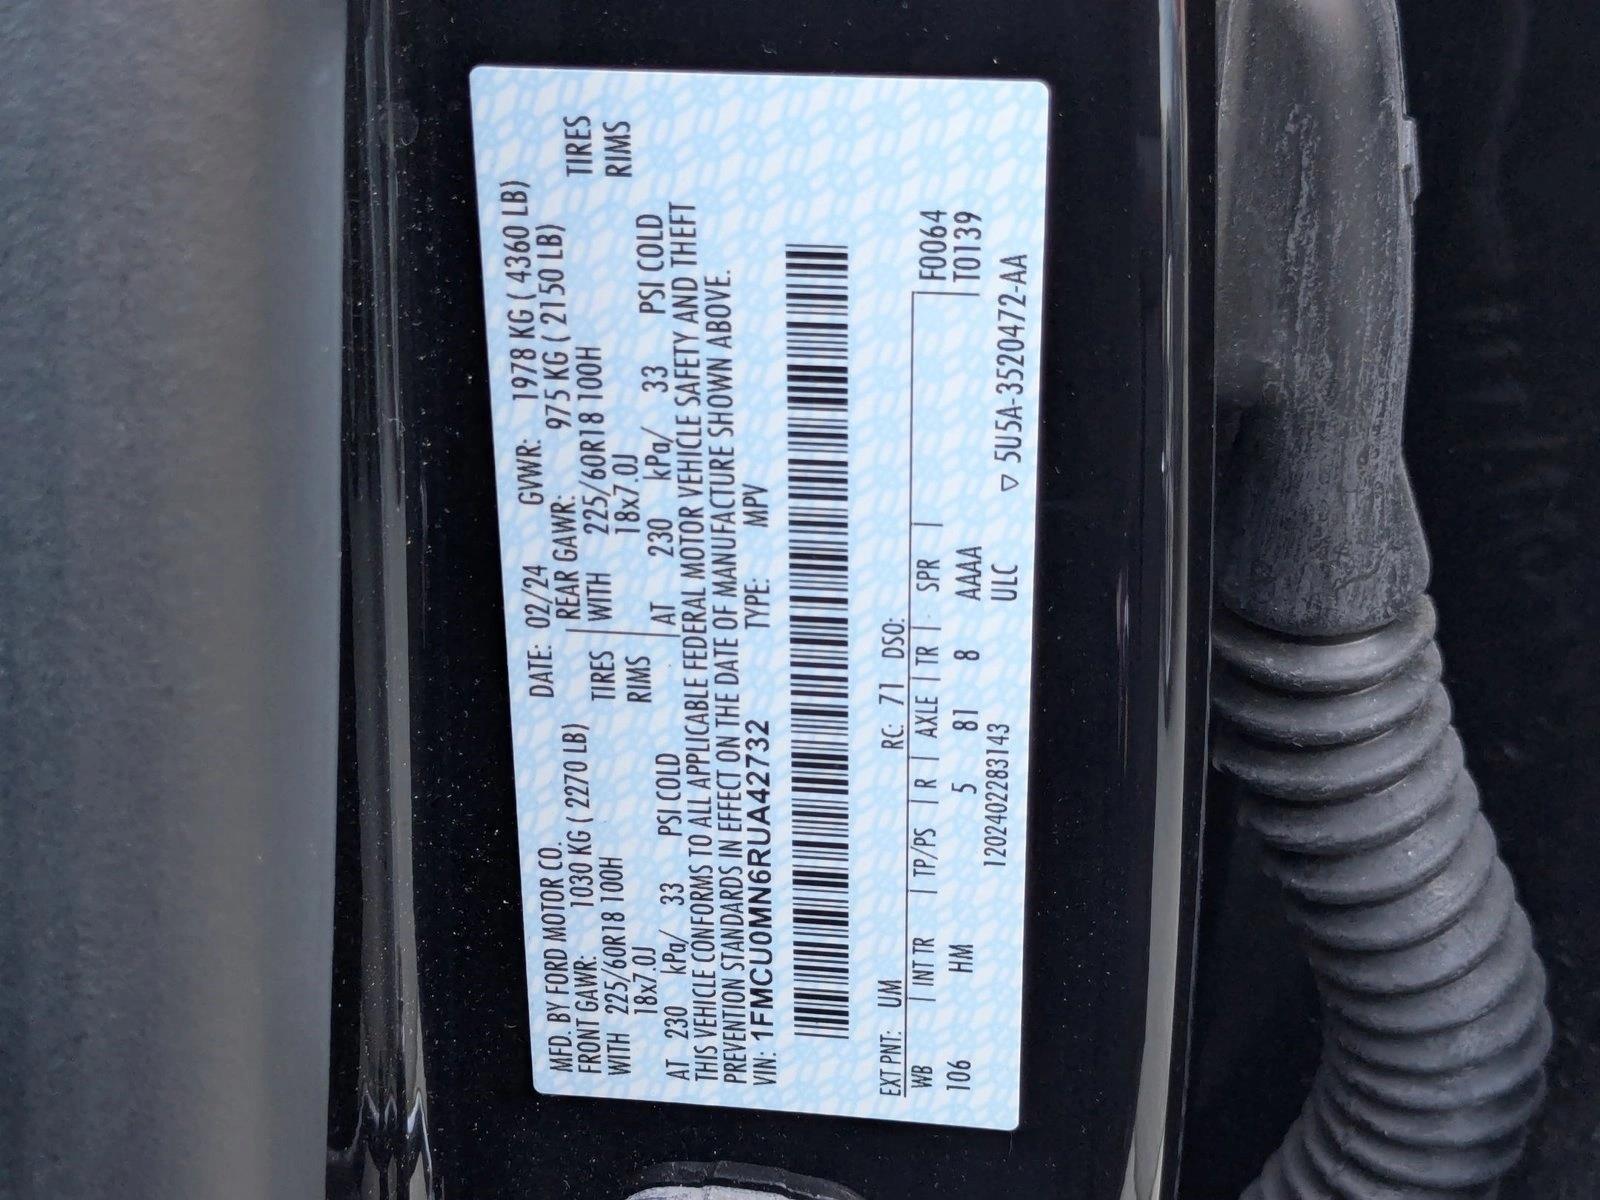 MFD. BY FORD MOTOR CO. DATE: 02/24 GVWR: 1978 KG ( 4360 LB)
FRONT GAWR: 1030 KG ( 2270 LB) REAR GAWR: 975 KG ( 2150 LB)
WITH 225/60R18 100H TIRES WITH 225/60R18 100H TIRES
18x7.0J RIMS 18x7.0J RIMS
AT 230 kPa/ 33 PSI COLD AT 230 kPa/ 33 PSI COLD
THIS VEHICLE CONFORMS TO ALL APPLICABLE FEDERAL MOTOR VEHICLE SAFETY AND THEFT
PREVENTION STANDARDS IN EFFECT ON THE DATE OF MANUFACTURE SHOWN ABOVE.
VIN: 1FMCU0MN6RUA42732 TYPE: MPV
EXT PNT: UM RC: 71 DSO:
WB | INT TR | TP/PS | R | AXLE | TR | SPR | F0064
106 HM 5 81 8 AAAA T0139
1202402283143 ULC ▽ 5U5A-3520472-AA